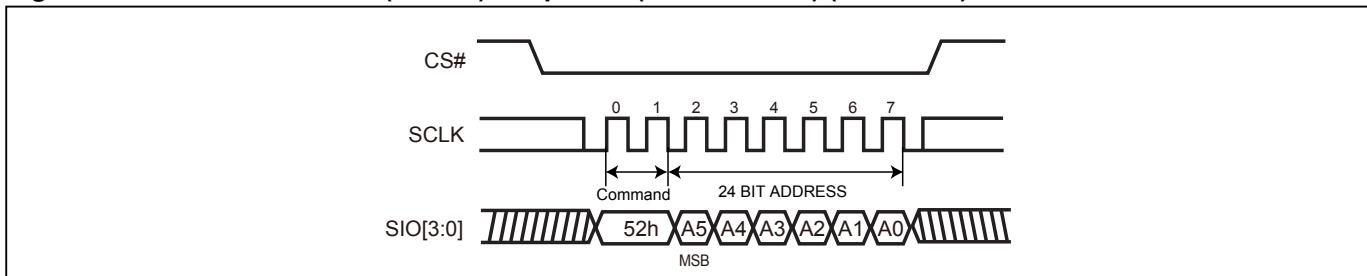 CS#
0 1 2 3 4 5 6 7
SCLK
Command
24 BIT ADDRESS
SIO[3:0]
52h A5 A4 A3 A2 A1 A0
MSB